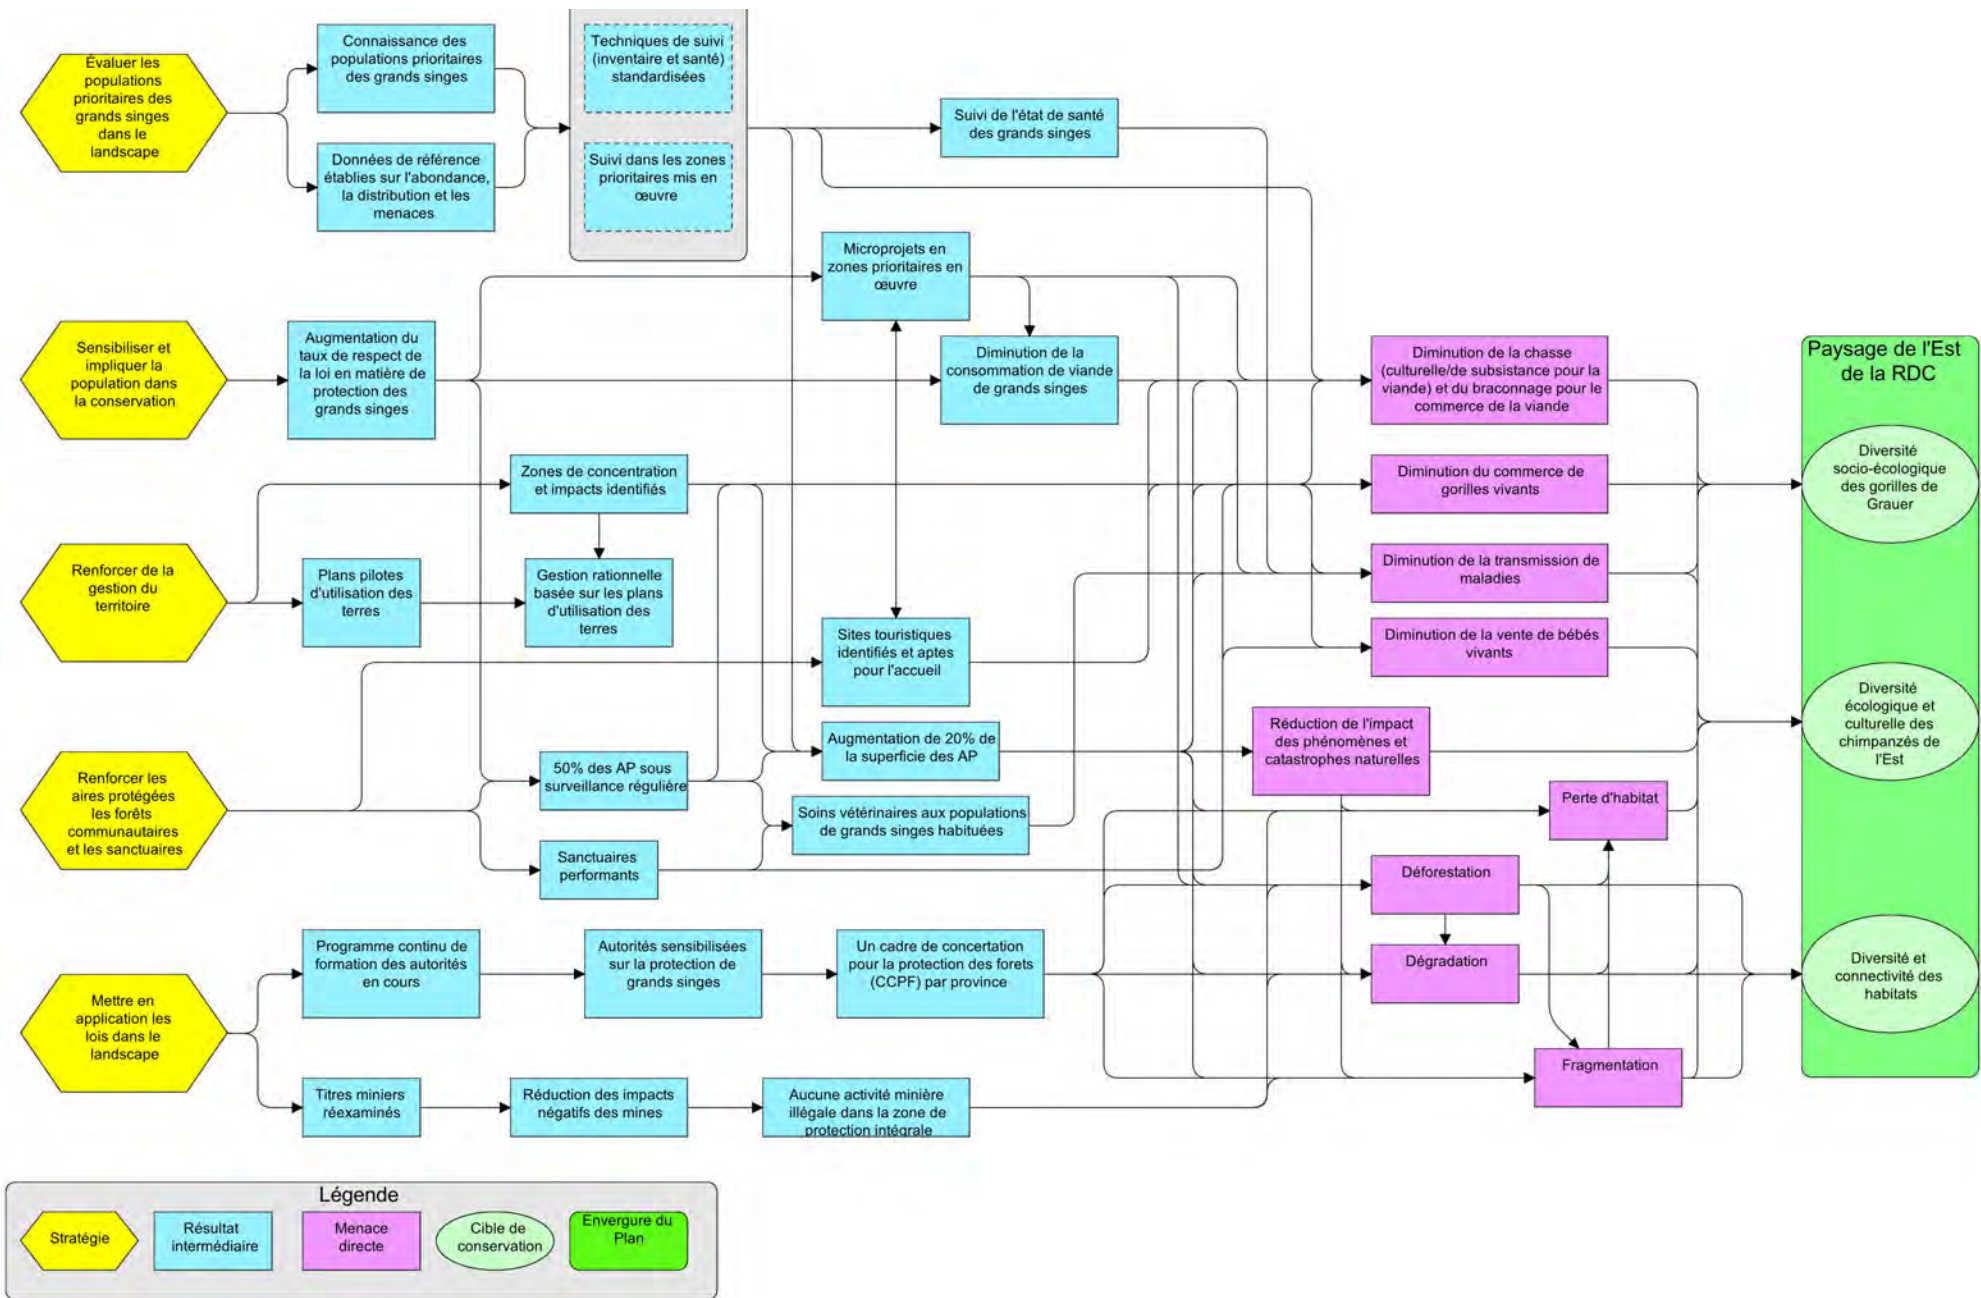 Évaluer les
populations
prioritaires des
grands singes
dans le
landscape
Connaissance des
populations prioritaires
des grands singes
Données de référence
établies sur l'abondance,
la distribution et les
menaces
Techniques de suivi
(inventaire et santé)
standardisées
Suivi dans les zones
prioritaires mis en
œuvre
Suivi de l'état de santé
des grands singes
Microprojets en
zones prioritaires en
œuvre
Sensibiliser et
impliquer la
population dans
la conservation
Augmentation du
taux de respect de
la loi en matière de
protection des
grands singes
Diminution de la
consommation de viande
de grands singes
Diminution de la chasse
(culturelle/de subsistance pour la
viande) et du braconnage pour le
commerce de la viande
Paysage de l'Est
de la RDC
Diversité
socio-écologique
des gorilles de
Grauer
Zones de concentration
et impacts identifiés
Diminution du commerce de
gorilles vivants
Renforcer de la
gestion du
territoire
Plans pilotes
d'utilisation des
terres
Gestion rationnelle
basée sur les plans
d'utilisation des
terres
Diminution de la transmission de
maladies
Sites touristiques
identifiés et aptes
pour l'accueil
Diminution de la vente de bébés
vivants
Diversité
écologique et
culturelle des
chimpanzés de
l'Est
Renforcer les
aires protégées
les forêts
communautaires
et les sanctuaires
50% des AP sous
surveillance régulière
Augmentation de 20% de
la superficie des AP
Réduction de l'impact
des phénomènes et
catastrophes naturelles
Soins vétérinaires aux populations
de grands singes habituées
Perte d'habitat
Sanctuaires
performants
Déforestation
Mettre en
application les
lois dans le
landscape
Programme continu de
formation des autorités
en cours
Autorités sensibilisées
sur la protection de
grands singes
Un cadre de concertation
pour la protection des forets
(CCPF) par province
Dégradation
Diversité et
connectivité des
habitats
Fragmentation
Titres miniers
réexaminés
Réduction des impacts
négatifs des mines
Aucune activité minière
illégale dans la zone de
protection intégrale
Légende
Stratégie
Résultat
intermédiaire
Menace
directe
Cible de
conservation
Envergure du
Plan